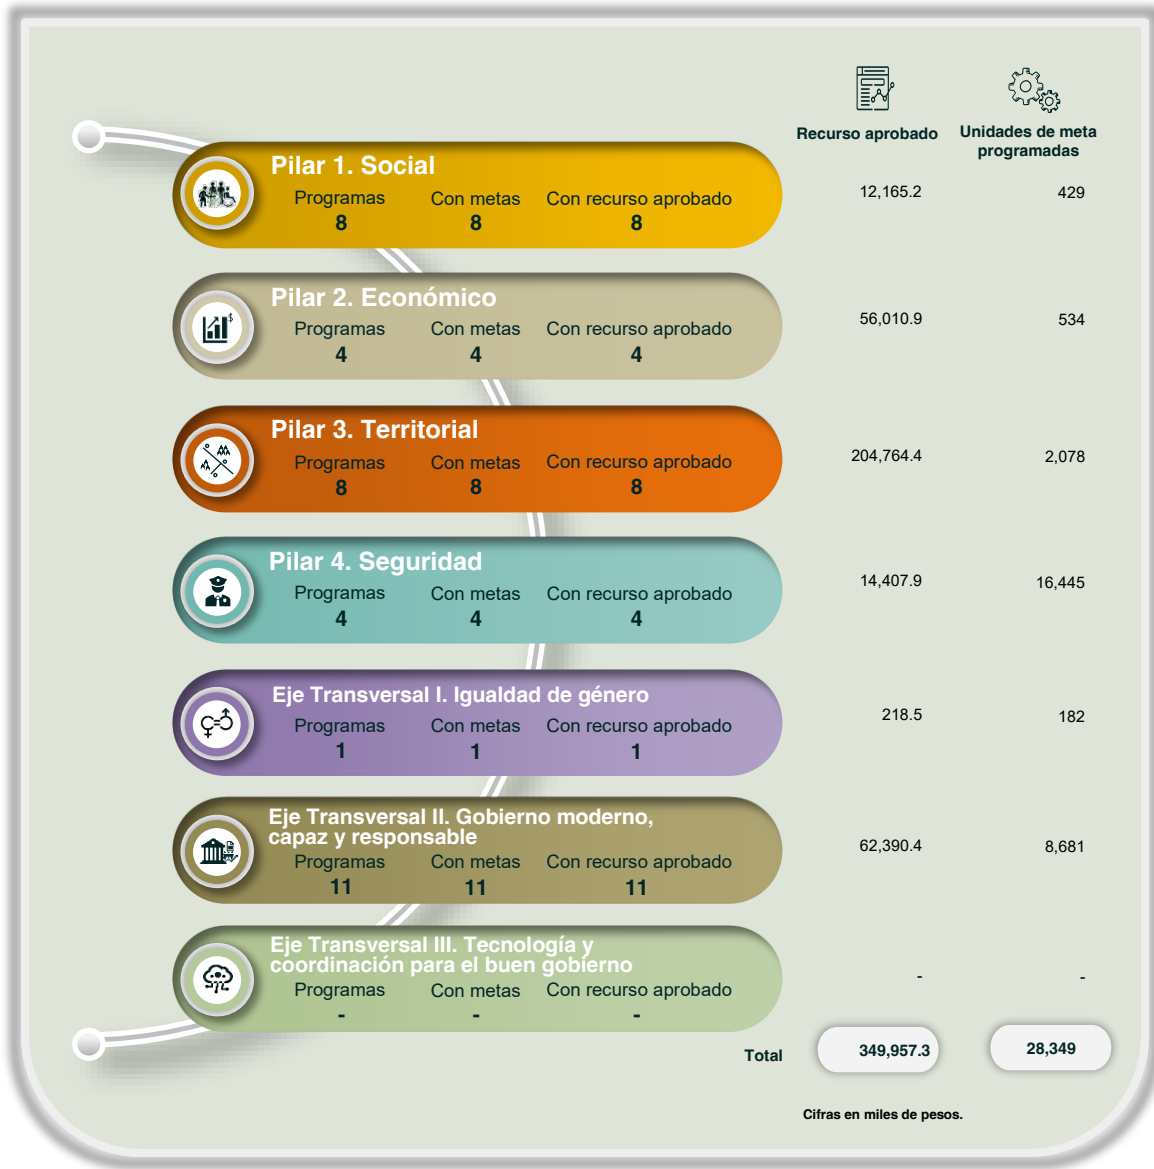 Recurso aprobado
Unidades de meta
programadas
Pilar 1. Social
Programas Con metas Con recurso aprobado
8 8 8
12,165.2 429
Pilar 2. Económico
Programas Con metas Con recurso aprobado
4 4 4
56,010.9 534
Pilar 3. Territorial
Programas Con metas Con recurso aprobado
8 8 8
204,764.4 2,078
Pilar 4. Seguridad
Programas Con metas Con recurso aprobado
4 4 4
14,407.9 16,445
Eje Transversal I. Igualdad de género
Programas Con metas Con recurso aprobado
1 1 1
218.5 182
Eje Transversal II. Gobierno moderno,
capaz y responsable
Programas Con metas Con recurso aprobado
11 11 11
62,390.4 8,681
Eje Transversal III. Tecnología y
coordinación para el buen gobierno
Programas Con metas Con recurso aprobado
- - -
- -
Total 349,957.3 28,349
Cifras en miles de pesos.